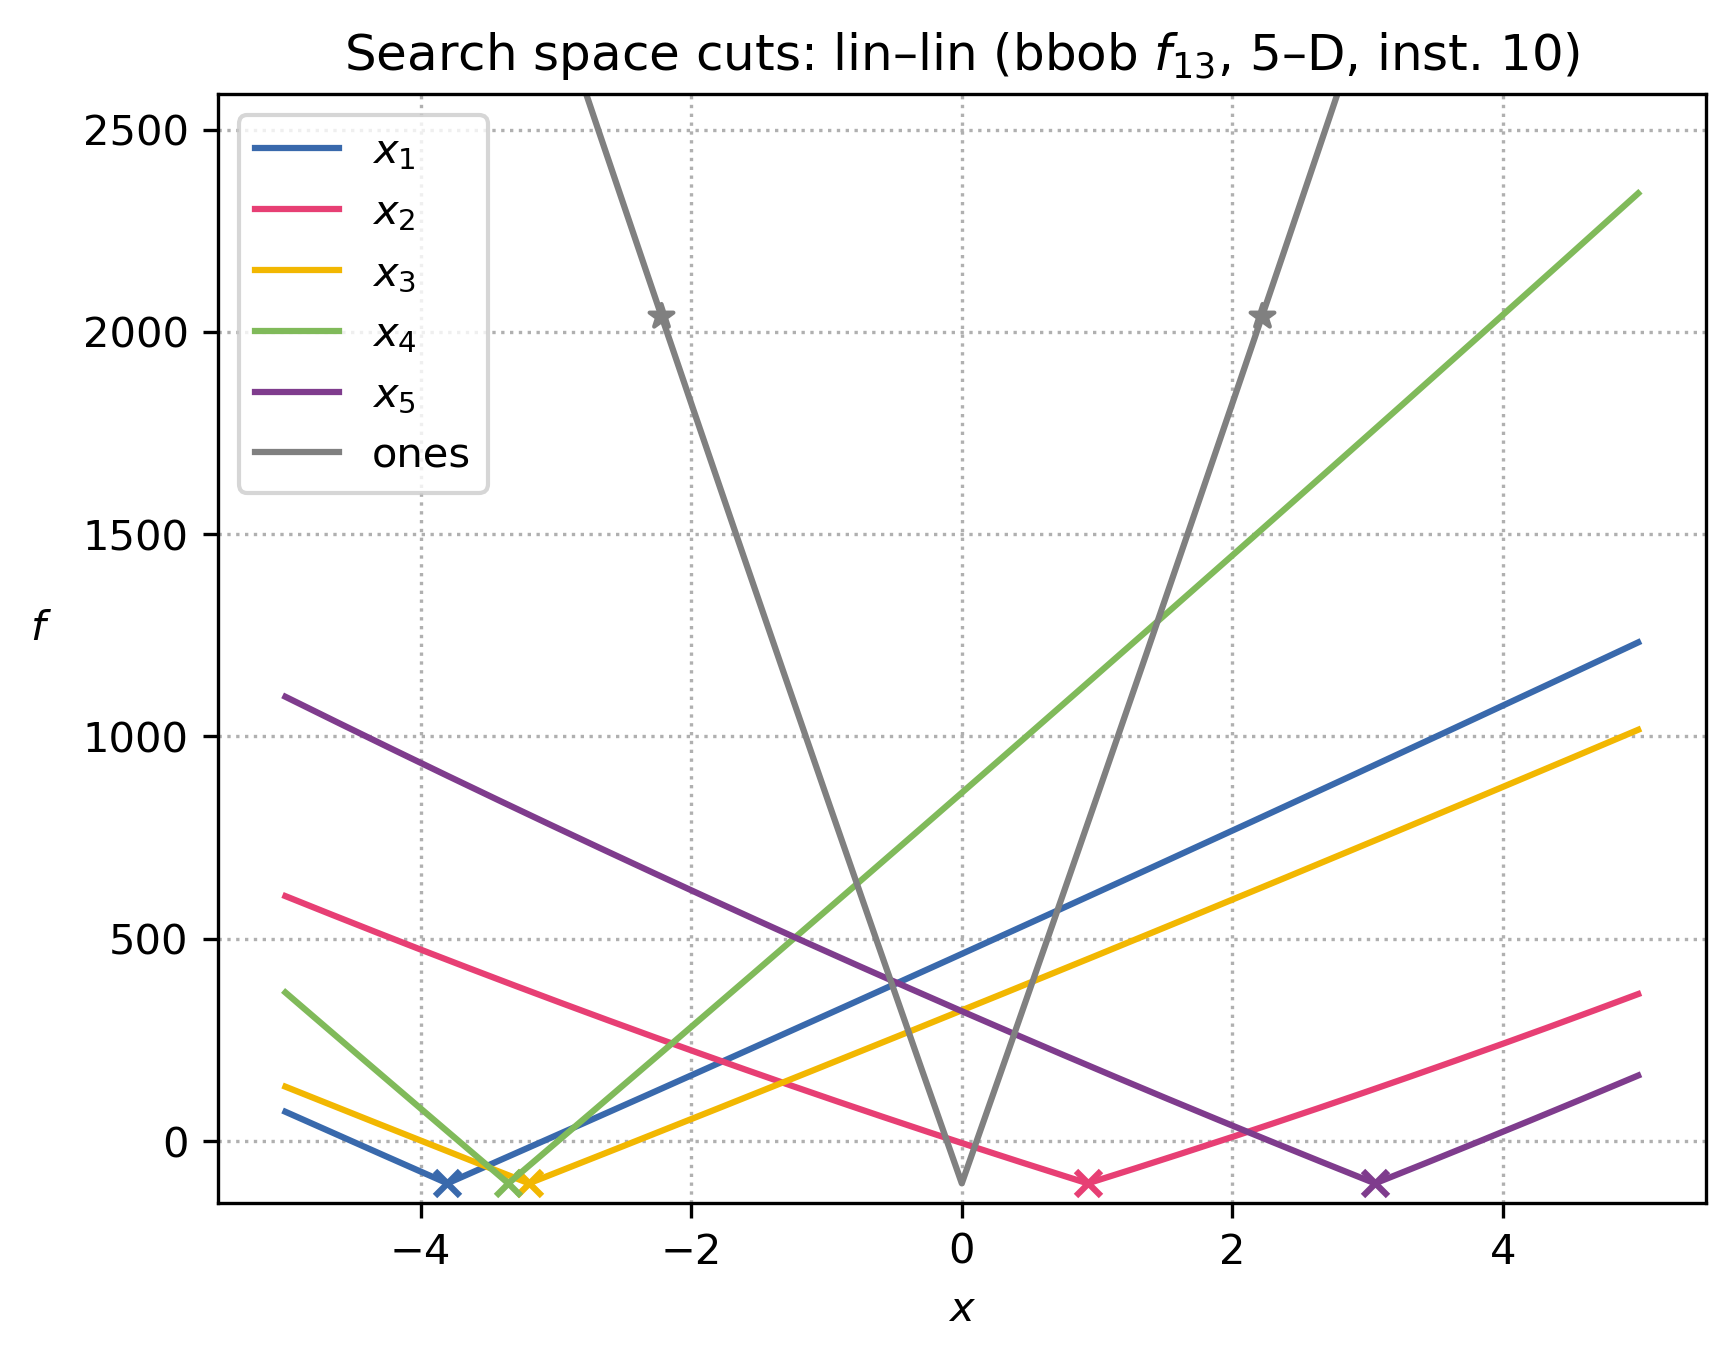 Search space cuts: lin–lin (bbob f13, 5–D, inst. 10)
2500
2000
1500
1000
500
0
f
x1
x2
x3
x4
x5
ones
−4 −2 0 2 4
x